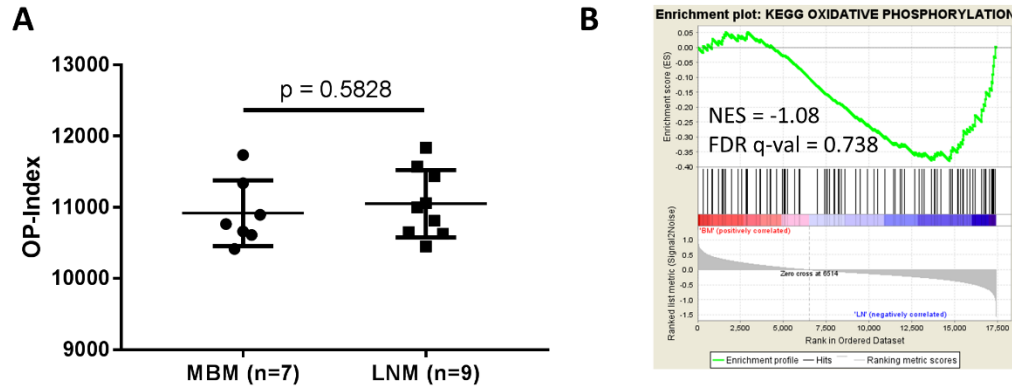 A
OP-Index
13000
12000
11000
10000
9000
p = 0.5828
MBM (n=7)
LNM (n=9)
B
Enrichment plot: KEGG OXIDATIVE PHOSPHORYLATION
Enrichment score (ES)
0.05
0.00
-0.05
-0.10
-0.15
-0.20
-0.25
-0.30
-0.35
-0.40
NES = -1.08
FDR q-val = 0.738
'BM' (positively correlated)
Ranked list metric (Signal2Noise)
1.0
0.5
0.0
-0.5
-1.0
-1.5
Zero cross at 6514
'LN' (negatively correlated)
0 2,500 5,000 7,500 10,000 12,500 15,000 17,500
Rank in Ordered Dataset
Enrichment profile Hits Ranking metric scores